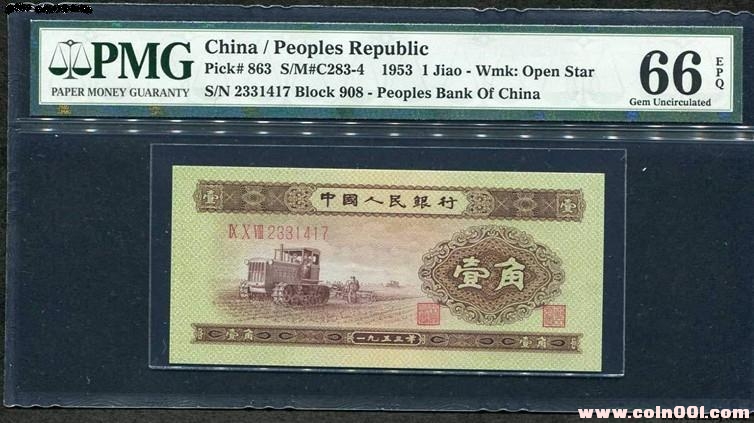 PMG
PAPER MONEY GUARANTY
China / Peoples Republic
Pick# 863 S/M#C283-4 1953 1 Jiao - Wmk: Open Star
S/N 2331417 Block 908 - Peoples Bank Of China
66 EPQ
Gem Uncirculated
壹 中國人民銀行 壹
IX X VIII 2331417
壹角
壹角 一九五三年 壹角
www.coin001.com